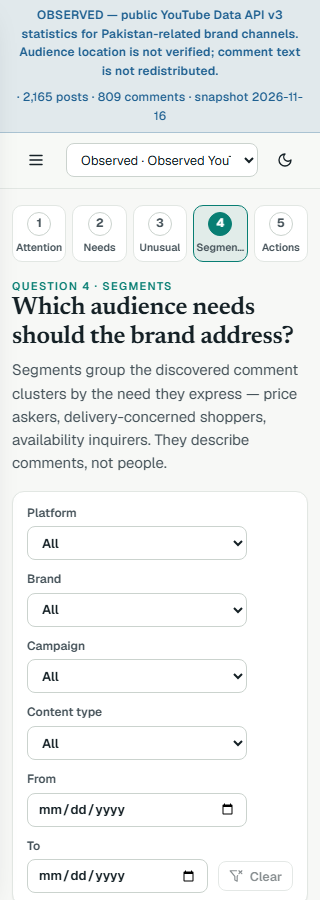 OBSERVED — public YouTube Data API v3
statistics for Pakistan-related brand channels.
Audience location is not verified; comment text
is not redistributed.
· 2,165 posts · 809 comments · snapshot 2026-11-
16
Observed · Observed You
1 2 3 4 5
Attention Needs Unusual Segmen... Actions
QUESTION 4 · SEGMENTS
Which audience needs
should the brand address?
Segments group the discovered comment
clusters by the need they express — price
askers, delivery-concerned shoppers,
availability inquirers. They describe
comments, not people.
Platform
All
Brand
All
Campaign
All
Content type
All
From
mm/dd/yyyy
To
mm/dd/yyyy Clear